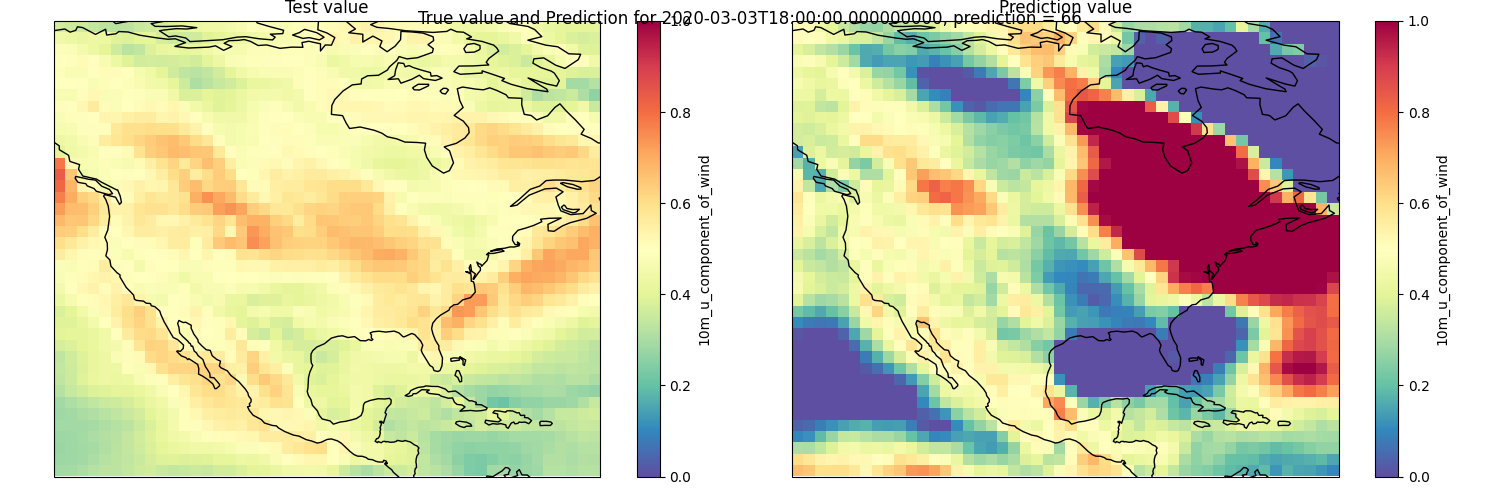 Test value
True value and Prediction for 2020-03-03T18:00:00.000000000, prediction = 66
Prediction value
1.0
0.8
0.6
0.4
0.2
0.0
10m_u_component_of_wind
1.0
0.8
0.6
0.4
0.2
0.0
10m_u_component_of_wind